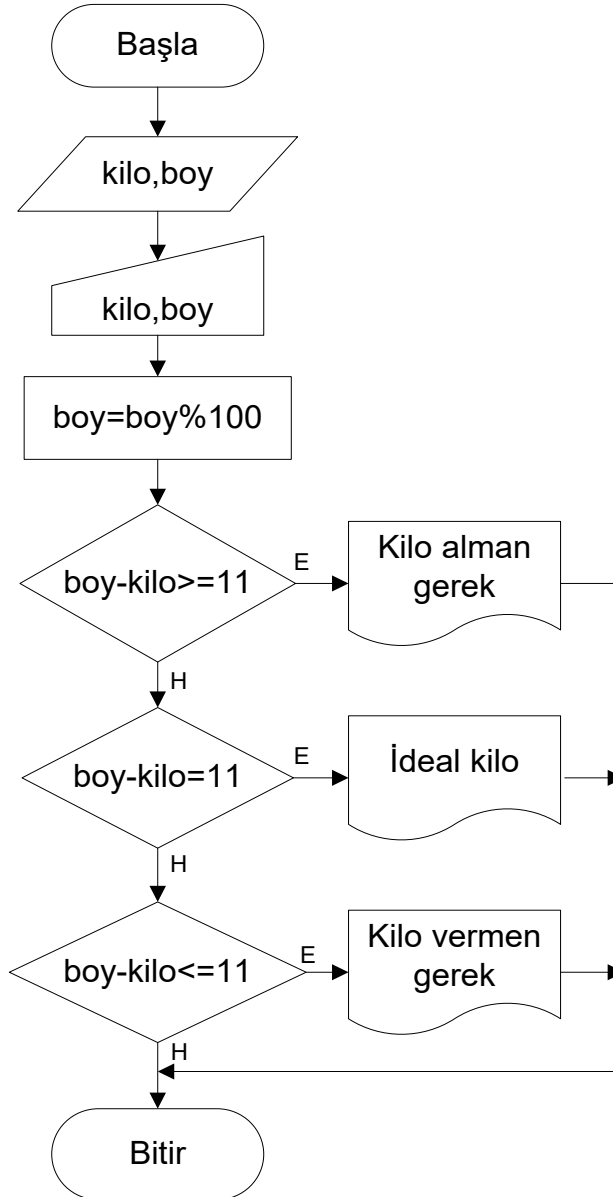 Başla
kilo,boy
kilo,boy
boy=boy%100
boy-kilo>=11
E
Kilo alman
gerek
H
boy-kilo=11
E
İdeal kilo
H
boy-kilo<=11
E
Kilo vermen
gerek
H
Bitir